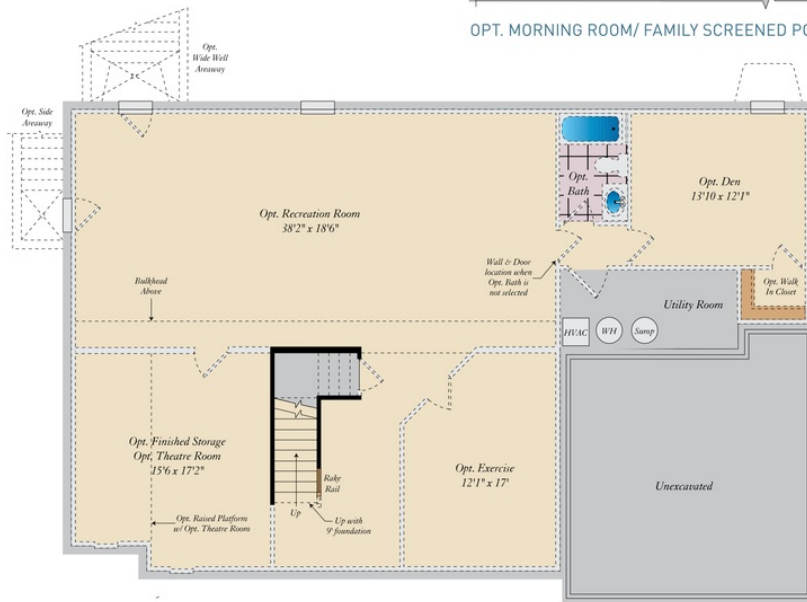 OPT. MORNING ROOM/ FAMILY SCREENED
Opt.
Wide Well
Areaway
Opt. Side
Areaway
Opt.
Bath
Opt. Den
13'10 x 12'1"
Opt. Recreation Room
38'2" x 18'6"
Wall & Door
location when
Opt. Bath is
not selected
Bulkhead
Above
Opt. Walk
In Closet
Utility Room
HVAC
WH
Sump
Opt. Finished Storage
Opt. Theatre Room
15'6 x 17'2"
Opt. Exercise
12'1" x 17'
Rake
Rail
Unexcavated
Up
Opt. Raised Platform
w/ Opt. Theatre Room
Up with
9' foundation